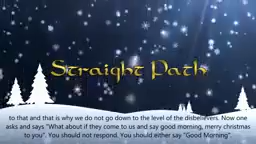 Straight Path
to that and that is why we do not go down to the level of the disbelievers. Now one
asks and says "What about if they come to us and say good morning, merry christmas
to you". You should not respond. You should either say "Good Morning".